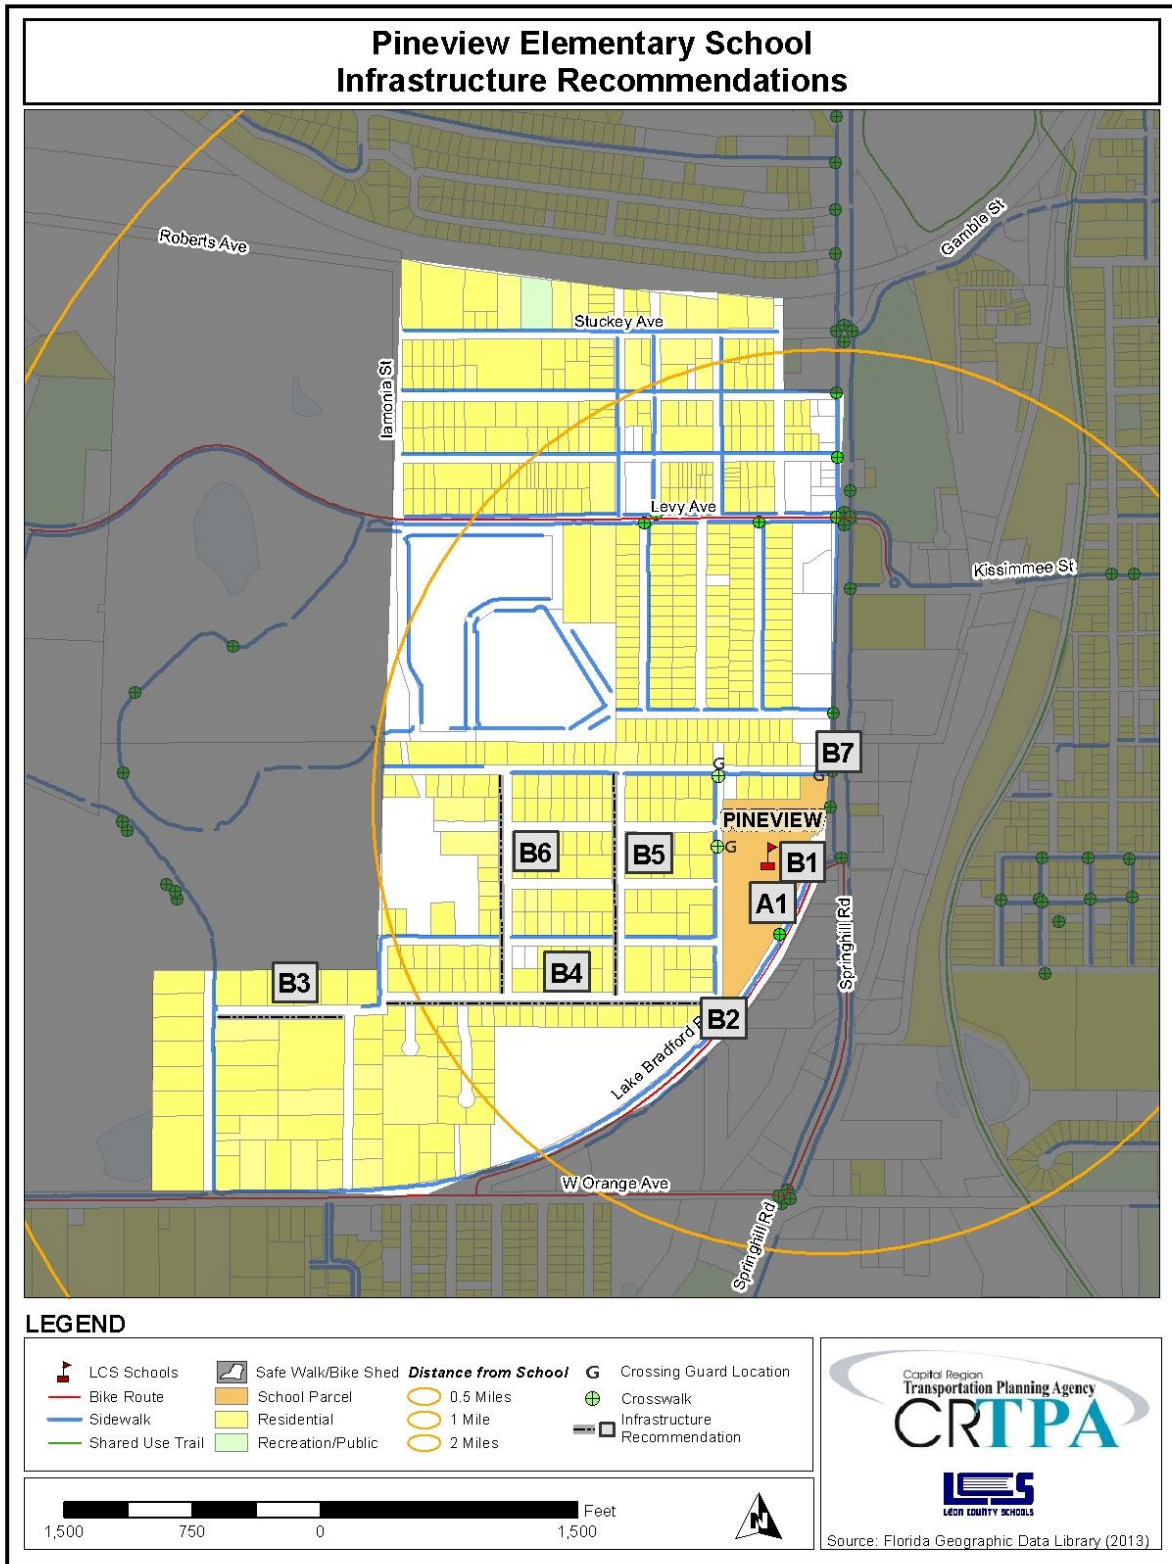 Pineview Elementary School
Infrastructure Recommendations
Roberts Ave
Gamble St
Stuckey Ave
Iamonia St
Levy Ave
Kissimmee St
B7
G
G
PINEVIEW
G
B6
B5
B1
A1
Springhill Rd
B3
B4
B2
Lake Bradford
W Orange Ave
Springhill Rd
LEGEND
LCS Schools
Bike Route
Sidewalk
Shared Use Trail
Safe Walk/Bike Shed
School Parcel
Residential
Recreation/Public
Distance from School
0.5 Miles
1 Mile
2 Miles
G Crossing Guard Location
Crosswalk
Infrastructure
Recommendation
Capital Region
Transportation Planning Agency
CRTPA
LCS
LEON COUNTY SCHOOLS
Feet
1,500 750 0 1,500
N
Source: Florida Geographic Data Library (2013)